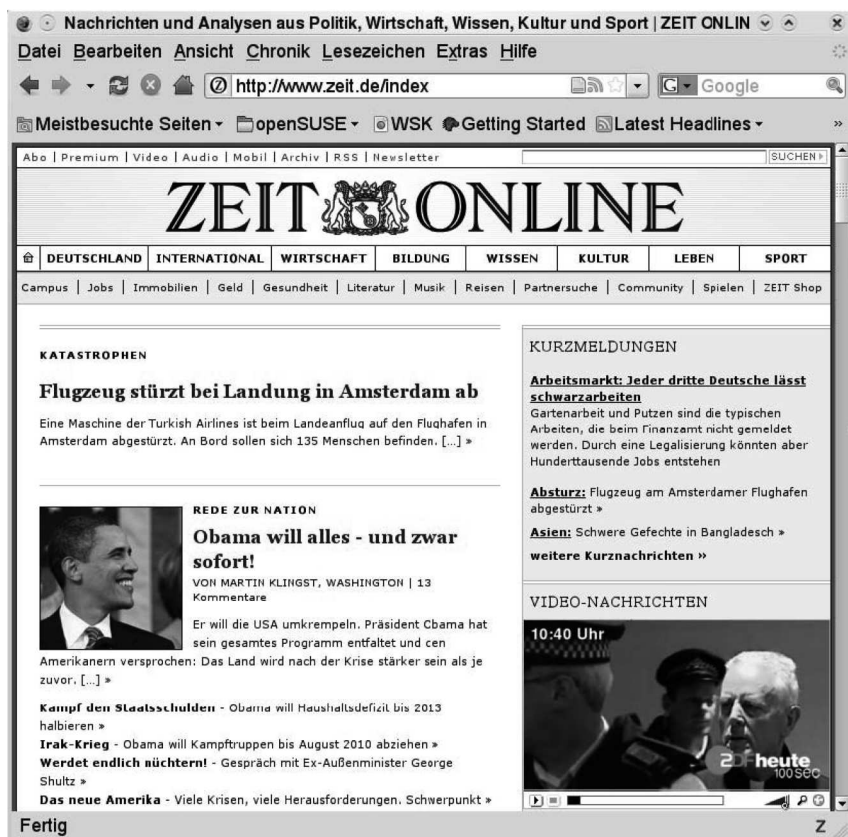 Nachrichten und Analysen aus Politik, Wirtschaft, Wissen, Kultur und Sport | ZEIT ONLIN
Datei Bearbeiten Ansicht Chronik Lesezeichen Extras Hilfe
http://www.zeit.de/index
G Google
Meistbesuchte Seiten openSUSE WSK Getting Started Latest Headlines »
Abo | Premium | Video | Audio | Mobil | Archiv | RSS | Newsletter
SUCHEN
ZEIT ONLINE
DEUTSCHLAND INTERNATIONAL WIRTSCHAFT BILDUNG WISSEN KULTUR LEBEN SPORT
Campus | Jobs | Immobilien | Geld | Gesundheit | Literatur | Musik | Reisen | Partnersuche | Community | Spielen | ZEIT Shop
KATASTROPHEN
Flugzeug stürzt bei Landung in Amsterdam ab
Eine Maschine der Turkish Airlines ist beim Landeanflug auf den Flughafen in
Amsterdam abgestürzt. An Bord sollen sich 135 Menschen befinden. [...] »
REDE ZUR NATION
Obama will alles - und zwar
sofort!
VON MARTIN KLINGST, WASHINGTON | 13
Kommentare
Er will die USA umkrempeln. Präsident Obama hat
sein gesamtes Programm entfaltet und den
Amerikanern versprochen: Das Land wird nach der Krise stärker sein als je
zuvor. [...] »
Kampf den Staatsschulden - Obama will Haushaltsdefizit bis 2013
halbieren »
Irak-Krieg - Obama will Kampftruppen bis August 2010 abziehen »
Werdet endlich nüchtern! - Gespräch mit Ex-Außenminister George
Shultz »
Das neue Amerika - Viele Krisen, viele Herausforderungen. Schwerpunkt »
KURZMELDUNGEN
Arbeitsmarkt: Jeder dritte Deutsche lässt
schwarzarbeiten
Gartenarbeit und Putzen sind die typischen
Arbeiten, die beim Finanzamt nicht gemeldet
werden. Durch eine Legalisierung könnten aber
Hunderttausende Jobs entstehen
Absturz: Flugzeug am Amsterdamer Flughafen
abgestürzt »
Asien: Schwere Gefechte in Bangladesch »
weitere Kurznachrichten »
VIDEO-NACHRICHTEN
10:40 Uhr
ZDF heute
100SEC
Fertig
Z